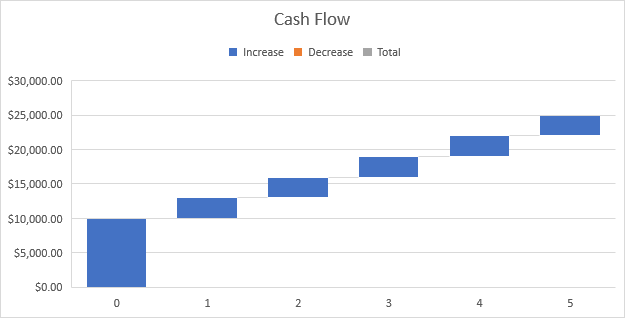 Cash Flow
Increase Decrease Total
$30,000.00
$25,000.00
$20,000.00
$15,000.00
$10,000.00
$5,000.00
$0.00
0 1 2 3 4 5